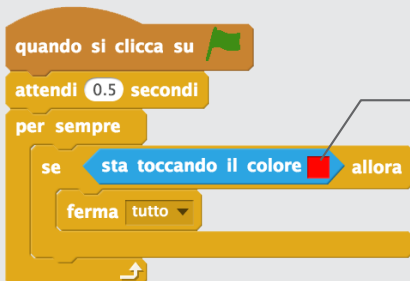 quando si clicca su
attendi 0.5 secondi
per sempre
se sta toccando il colore allora
ferma tutto